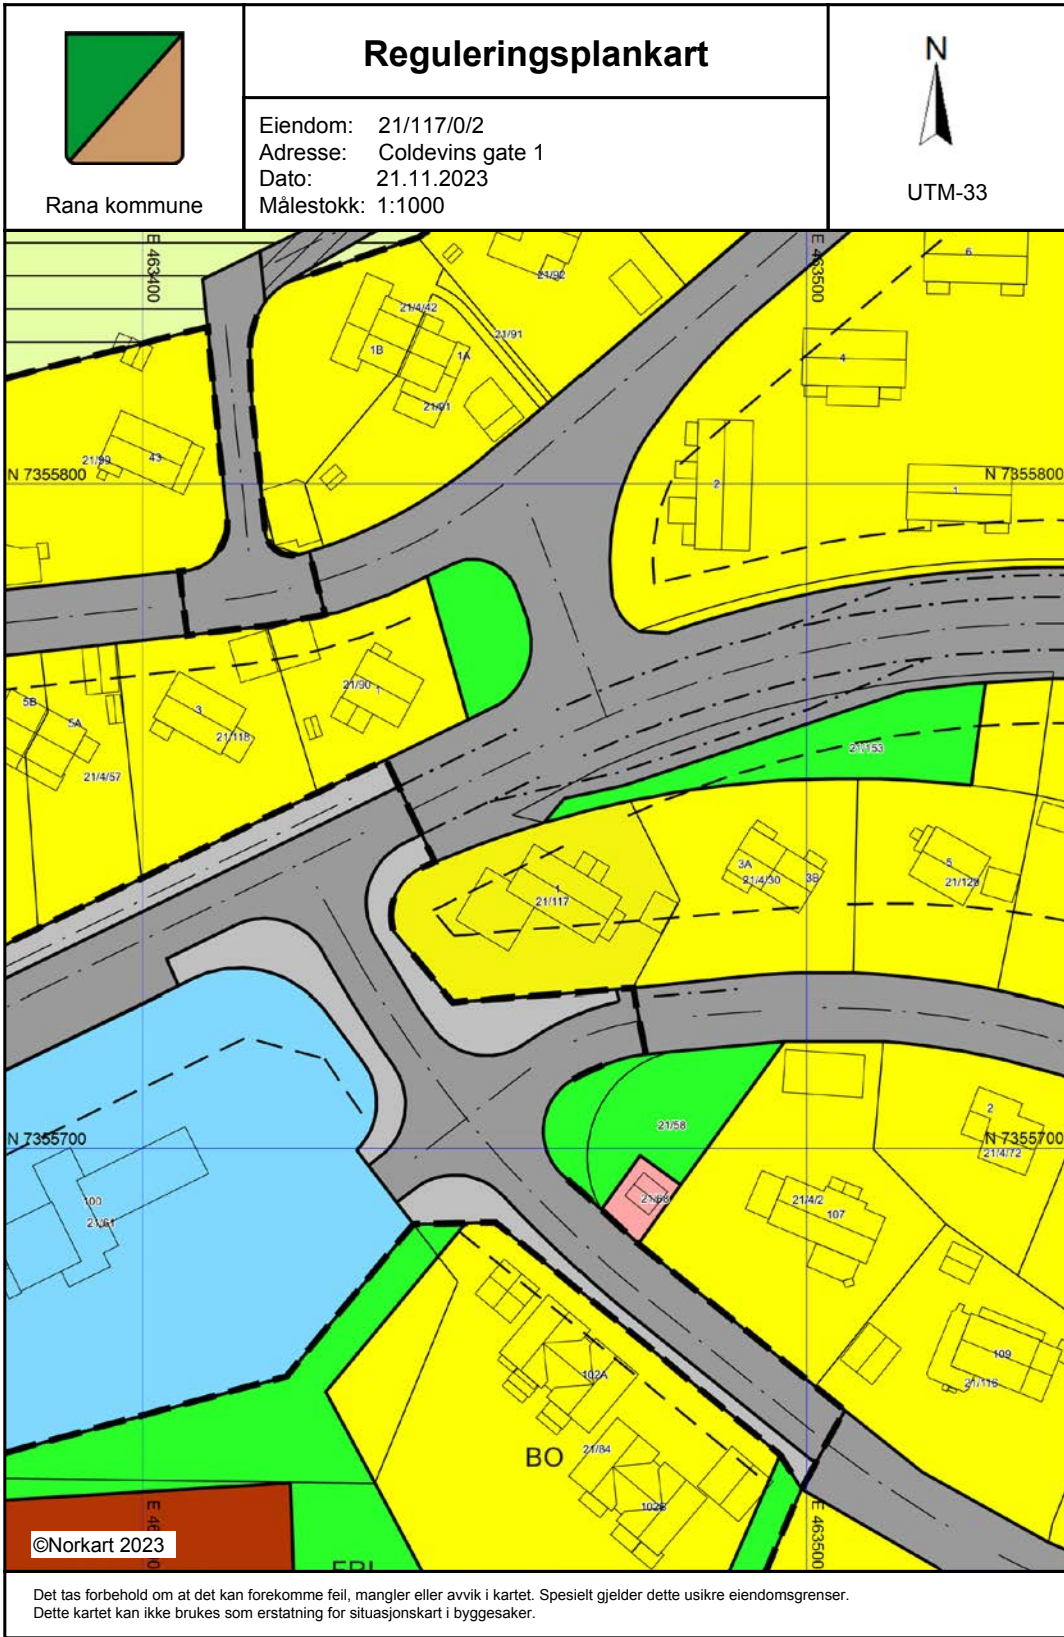 Reguleringsplankart
Rana kommune
Eiendom: 21/117/0/2
Adresse: Coldevins gate 1
Dato: 21.11.2023
Målestokk: 1:1000
N
UTM-33
E 463400
E 463500
6
21/92
21/4/42
21/91
1B
1A
4
21/91
21/99
43
N 7355800
N 7355800
2
1
21/90
1
5B
5A
3
21/118
21/4/57
21/153
1
21/117
3A
21/4/30
3B
5
21/129
N 7355700
N 7355700
21/58
2
21/4/72
100
21/61
21/68
21/4/2
107
109
21/116
102A
BO
21/84
102B
E 463500
©Norkart 2023
Det tas forbehold om at det kan forekomme feil, mangler eller avvik i kartet. Spesielt gjelder dette usikre eiendomsgrenser.
Dette kartet kan ikke brukes som erstatning for situasjonskart i byggesaker.